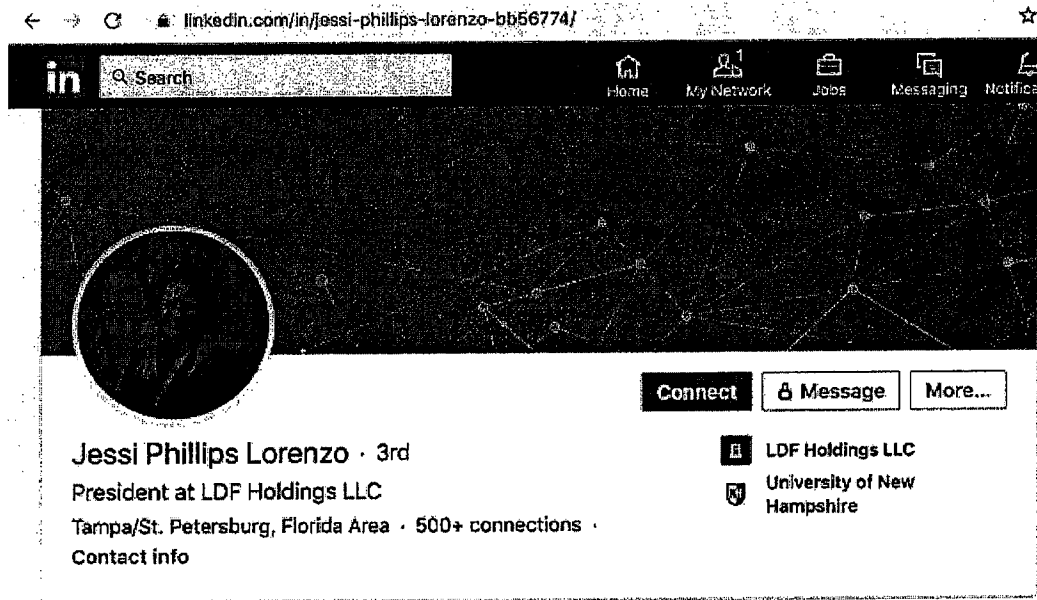 linkedin.com/in/jessi-phillips-lorenzo-bb56774/
in
Search
1
Home
My Network
Jobs
Messaging
Notifica
Connect
Message
More...
Jessi Phillips Lorenzo · 3rd
LDF Holdings LLC
President at LDF Holdings LLC
University of New
Hampshire
Tampa/St. Petersburg, Florida Area · 500+ connections ·
Contact info